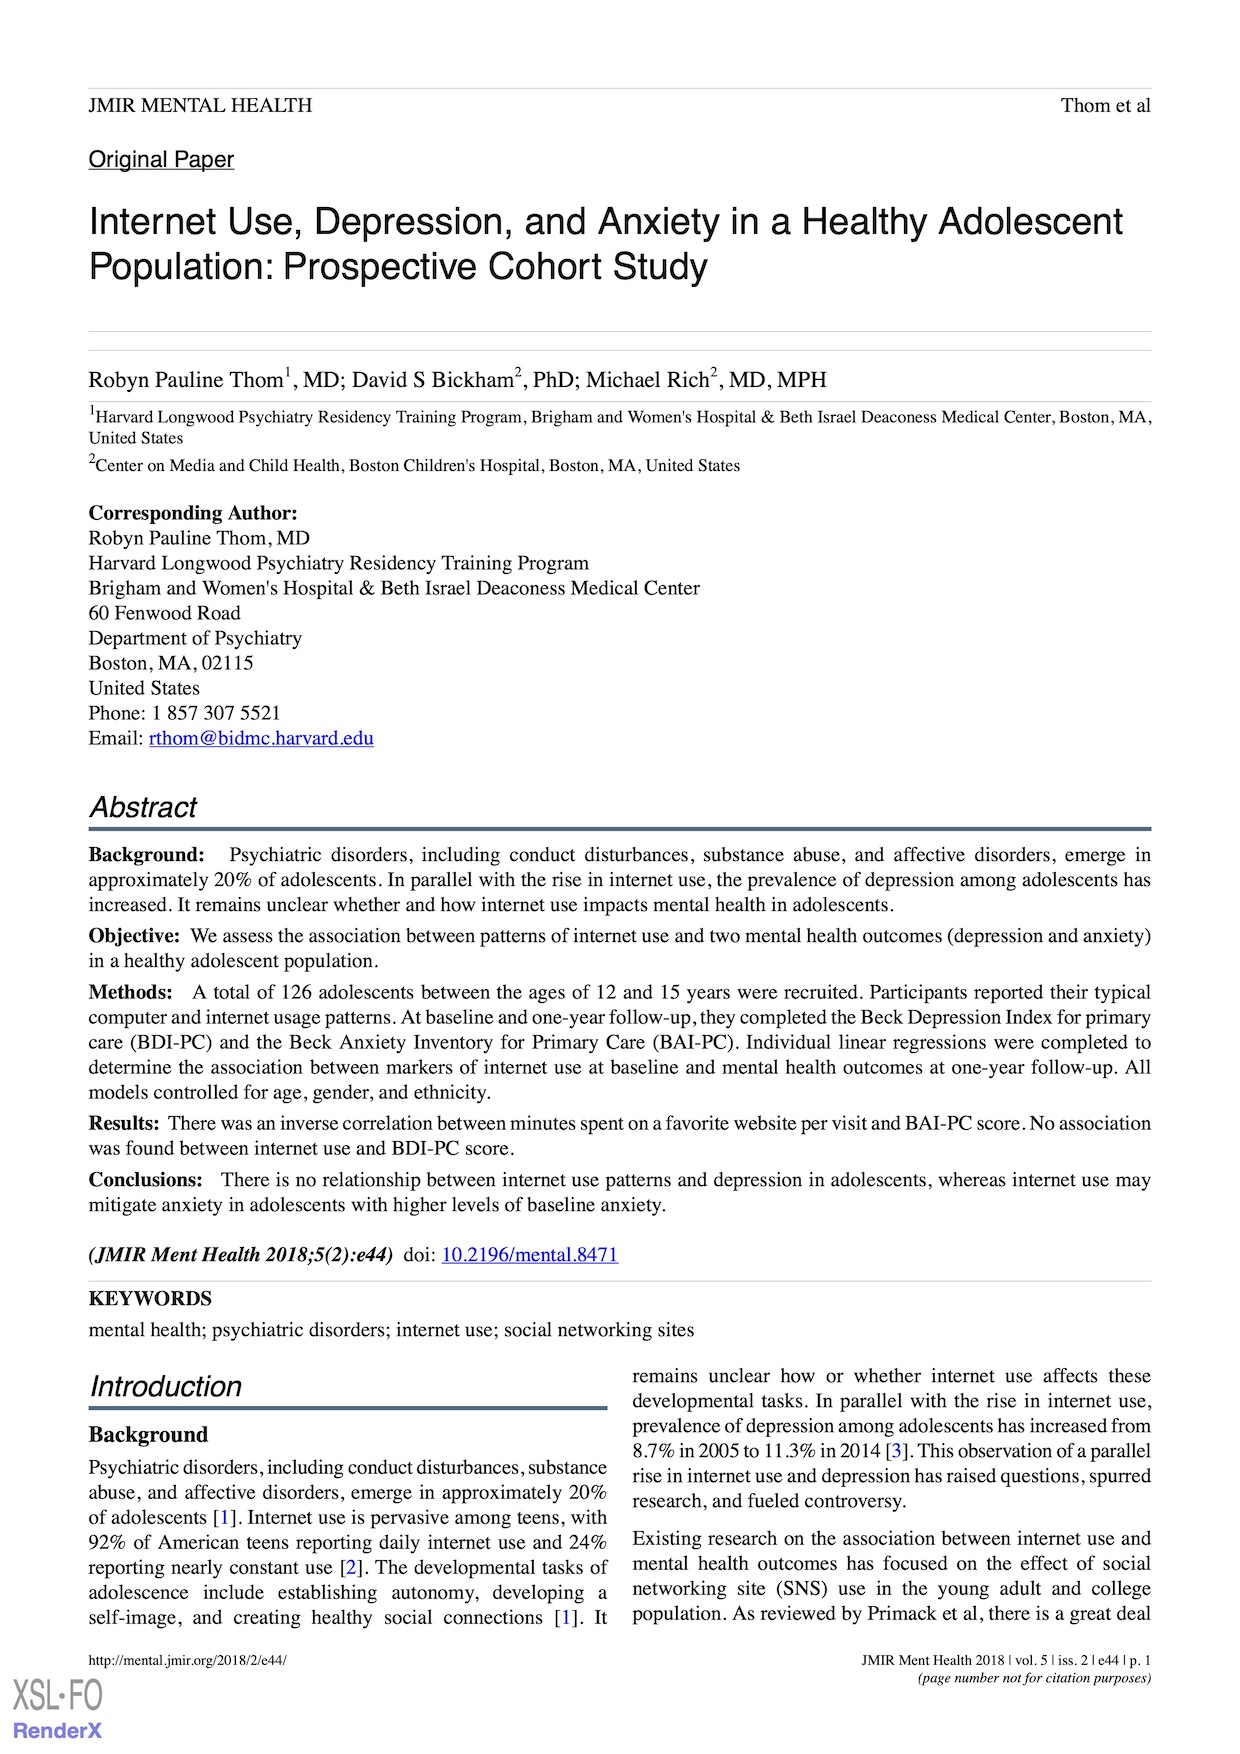 JMIR MENTAL HEALTH
Thom et al
Original Paper
Internet Use, Depression, and Anxiety in a Healthy Adolescent
Population: Prospective Cohort Study
Robyn Pauline Thom1, MD; David S Bickham2, PhD; Michael Rich2, MD, MPH
1Harvard Longwood Psychiatry Residency Training Program, Brigham and Women's Hospital & Beth Israel Deaconess Medical Center, Boston, MA,
United States
2Center on Media and Child Health, Boston Children's Hospital, Boston, MA, United States
Corresponding Author:
Robyn Pauline Thom, MD
Harvard Longwood Psychiatry Residency Training Program
Brigham and Women's Hospital & Beth Israel Deaconess Medical Center
60 Fenwood Road
Department of Psychiatry
Boston, MA, 02115
United States
Phone: 1 857 307 5521
Email: rthom@bidmc.harvard.edu
Abstract
Background: Psychiatric disorders, including conduct disturbances, substance abuse, and affective disorders, emerge in
approximately 20% of adolescents. In parallel with the rise in internet use, the prevalence of depression among adolescents has
increased. It remains unclear whether and how internet use impacts mental health in adolescents.
Objective: We assess the association between patterns of internet use and two mental health outcomes (depression and anxiety)
in a healthy adolescent population.
Methods: A total of 126 adolescents between the ages of 12 and 15 years were recruited. Participants reported their typical
computer and internet usage patterns. At baseline and one-year follow-up, they completed the Beck Depression Index for primary
care (BDI-PC) and the Beck Anxiety Inventory for Primary Care (BAI-PC). Individual linear regressions were completed to
determine the association between markers of internet use at baseline and mental health outcomes at one-year follow-up. All
models controlled for age, gender, and ethnicity.
Results: There was an inverse correlation between minutes spent on a favorite website per visit and BAI-PC score. No association
was found between internet use and BDI-PC score.
Conclusions: There is no relationship between internet use patterns and depression in adolescents, whereas internet use may
mitigate anxiety in adolescents with higher levels of baseline anxiety.
(JMIR Ment Health 2018;5(2):e44) doi: 10.2196/mental.8471
KEYWORDS
mental health; psychiatric disorders; internet use; social networking sites
Introduction
Background
Psychiatric disorders, including conduct disturbances, substance
abuse, and affective disorders, emerge in approximately 20%
of adolescents [1]. Internet use is pervasive among teens, with
92% of American teens reporting daily internet use and 24%
reporting nearly constant use [2]. The developmental tasks of
adolescence include establishing autonomy, developing a
self-image, and creating healthy social connections [1]. It
remains unclear how or whether internet use affects these
developmental tasks. In parallel with the rise in internet use,
prevalence of depression among adolescents has increased from
8.7% in 2005 to 11.3% in 2014 [3]. This observation of a parallel
rise in internet use and depression has raised questions, spurred
research, and fueled controversy.
Existing research on the association between internet use and
mental health outcomes has focused on the effect of social
networking site (SNS) use in the young adult and college
population. As reviewed by Primack et al, there is a great deal
http://mental.jmir.org/2018/2/e44/
JMIR Ment Health 2018 | vol. 5 | iss. 2 | e44 | p. 1
(page number not for citation purposes)
XSL•FO
RenderX